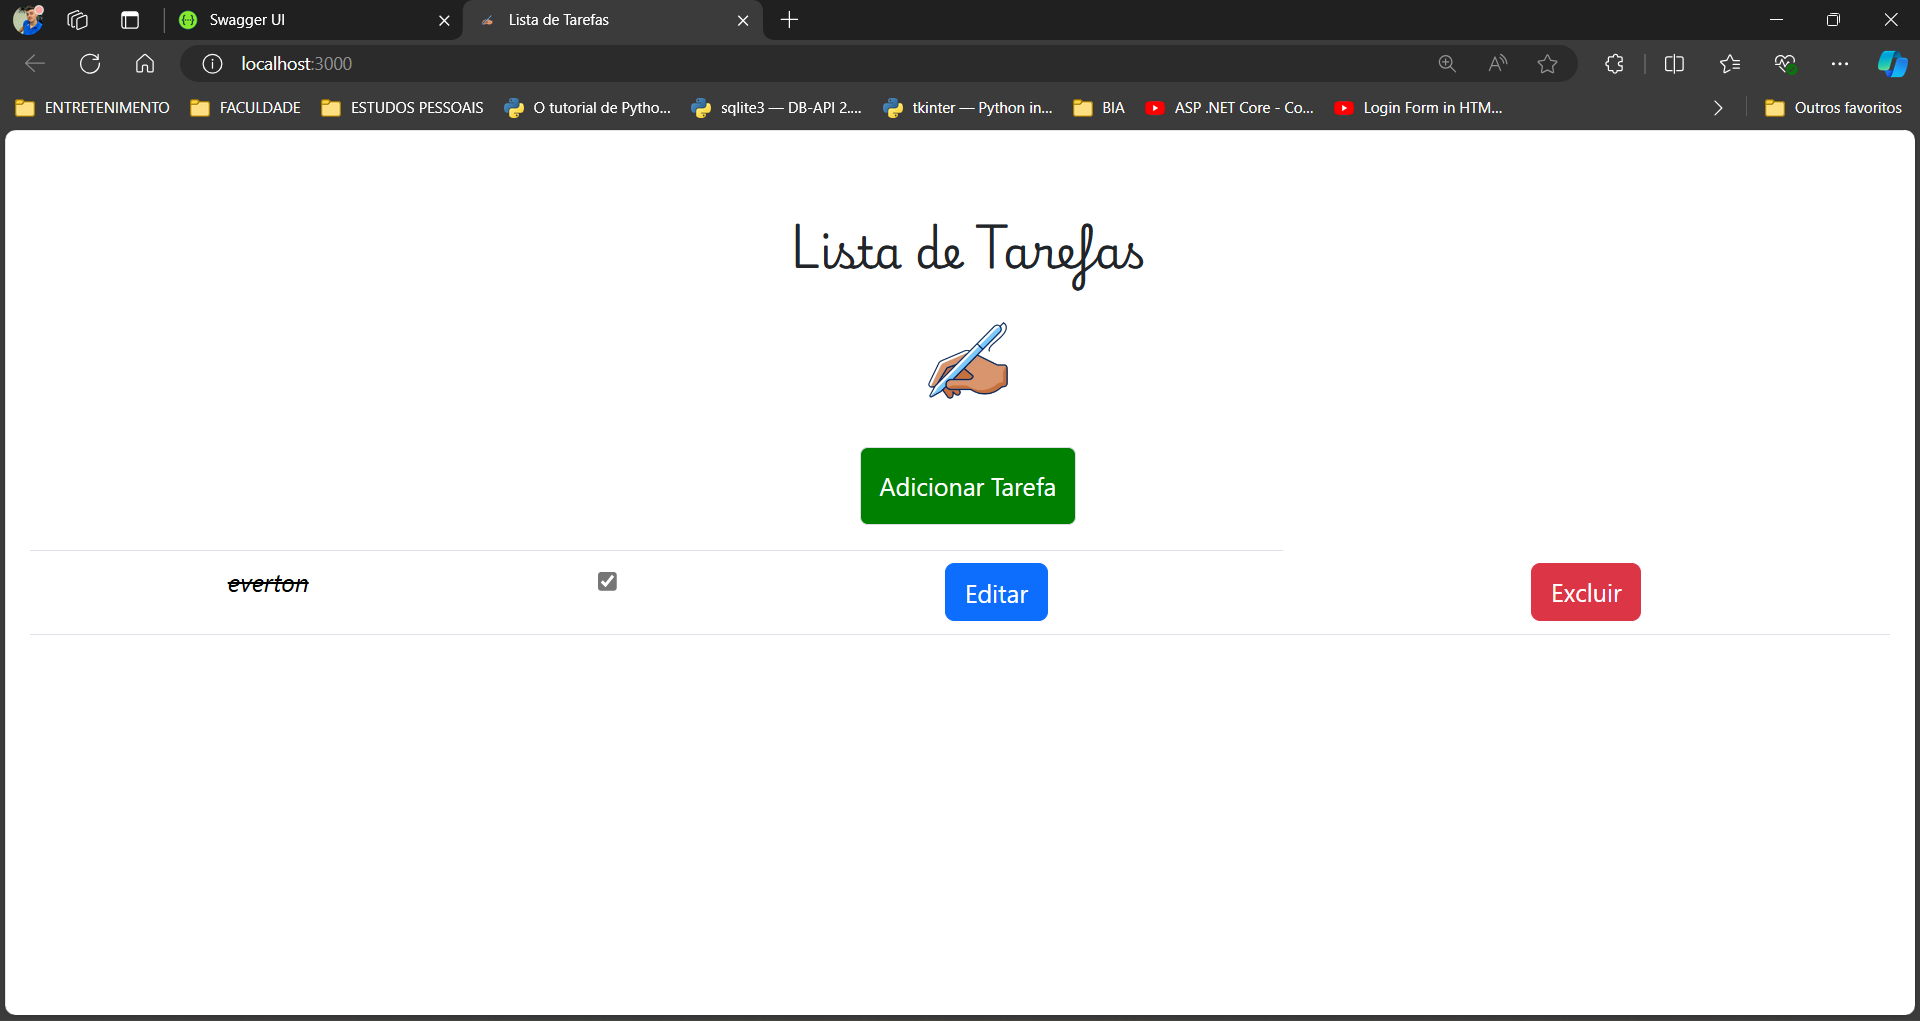 Swagger UI
Lista de Tarefas
localhost:3000
ENTRETENIMENTO
FACULDADE
ESTUDOS PESSOAIS
O tutorial de Pytho...
sqlite3 — DB-API 2....
tkinter — Python in...
BIA
ASP .NET Core - Co...
Login Form in HTM...
Outros favoritos
Lista de Tarefas
Adicionar Tarefa
everton
Editar
Excluir